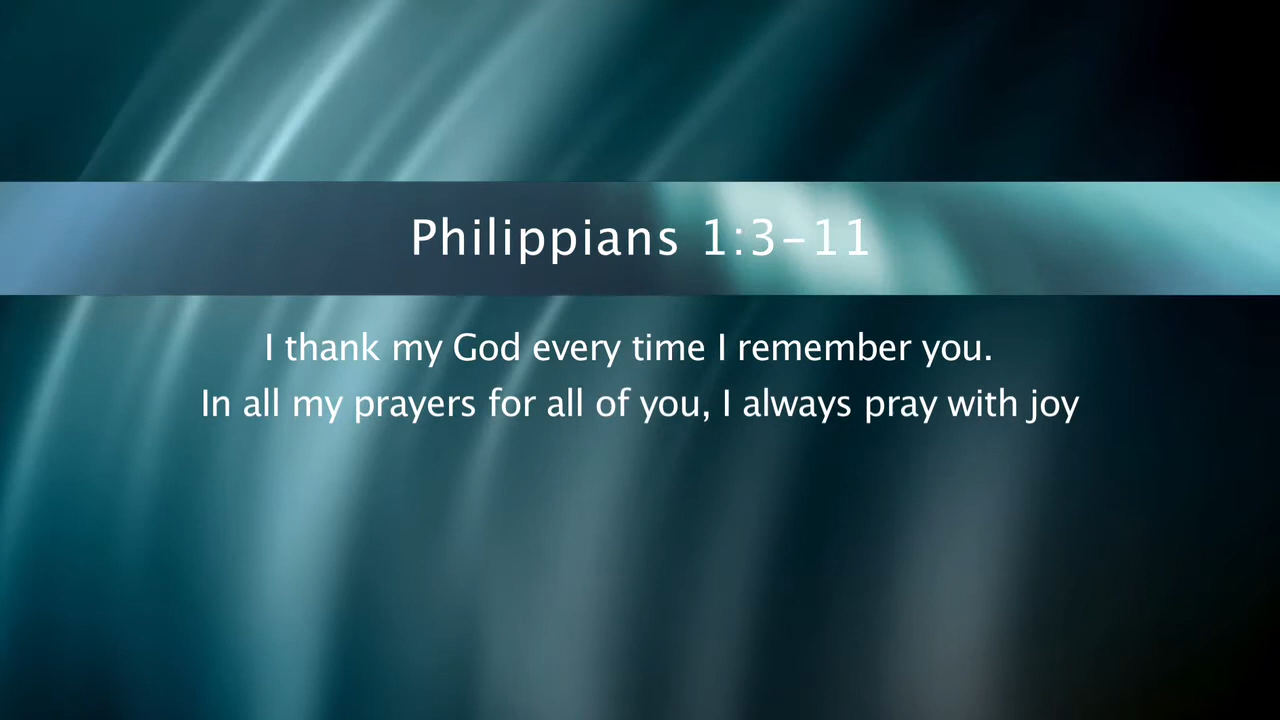 Philippians 1:3-11
I thank my God every time I remember you.
In all my prayers for all of you, I always pray with joy